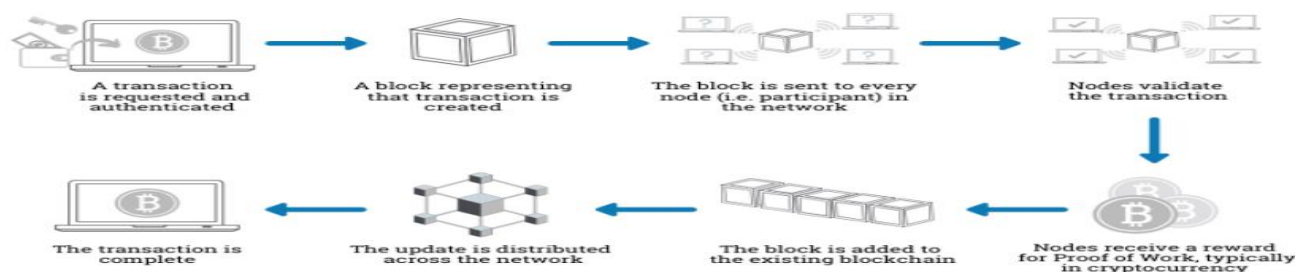 A transaction
is requested and
authenticated
A block representing
that transaction is
created
The block is sent to every
node (i.e. participant) in
the network
Nodes validate
the transaction
Nodes receive a reward
for Proof of Work, typically
in cryptocurrency
The block is added to
the existing blockchain
The update is distributed
across the network
The transaction is
complete